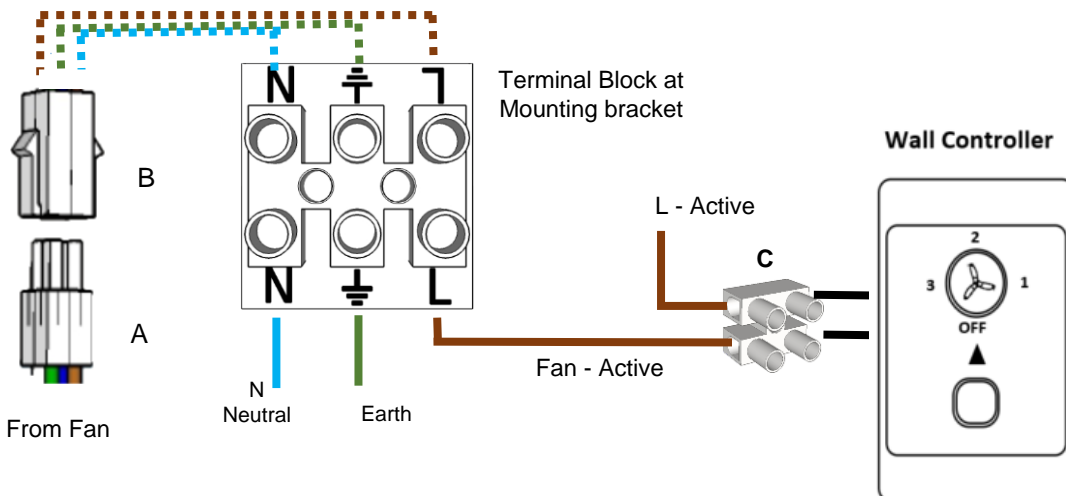 N
L
Terminal Block at
Mounting bracket
B
N
L
A
N
Neutral
Earth
From Fan
L - Active
C
Fan - Active
Wall Controller
2
3
1
OFF